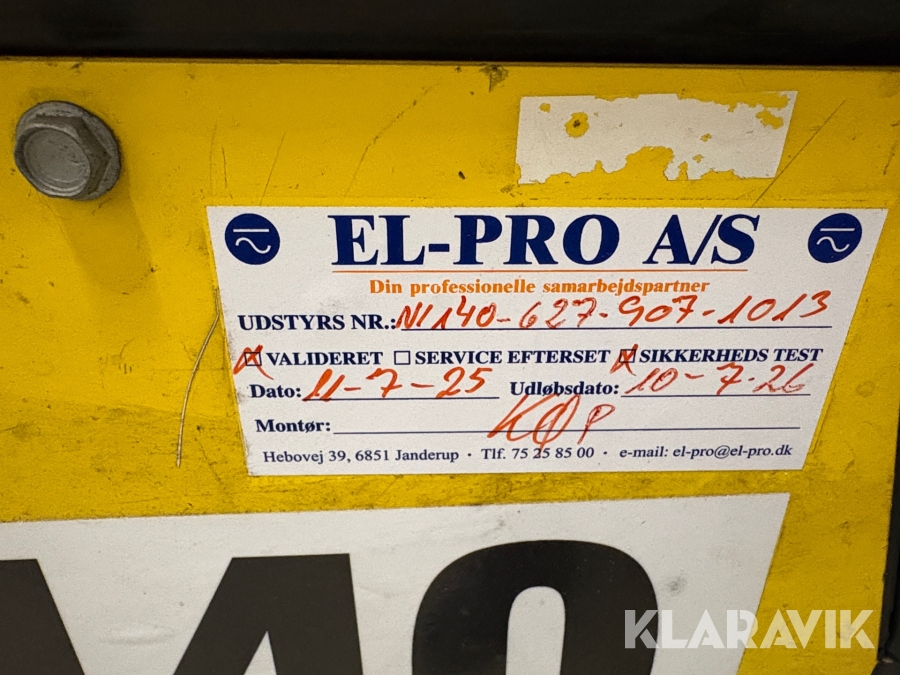 EL-PRO A/S
Din professionelle samarbejdspartner
UDSTYRS NR.: N1140-627-907-1013
VALIDERET SERVICE EFTERSET SIKKERHEDS TEST
Dato: 11-7-25 Udløbsdato: 10-7-26
Montør: KØP
Hebovej 39, 6851 Janderup · Tlf. 75 25 85 00 · e-mail: el-pro@el-pro.dk
KLARAVIK